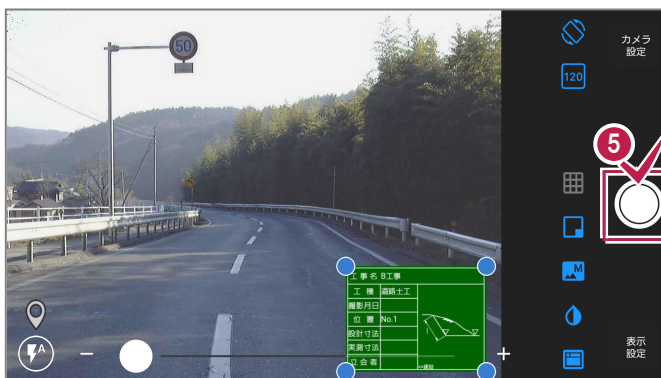 50
カメラ
設定
120
5
工事名 B工事
工種 道路土工
撮影月日
位置 No.1
設計寸法
実測寸法
立会者
M
A
表示
設定